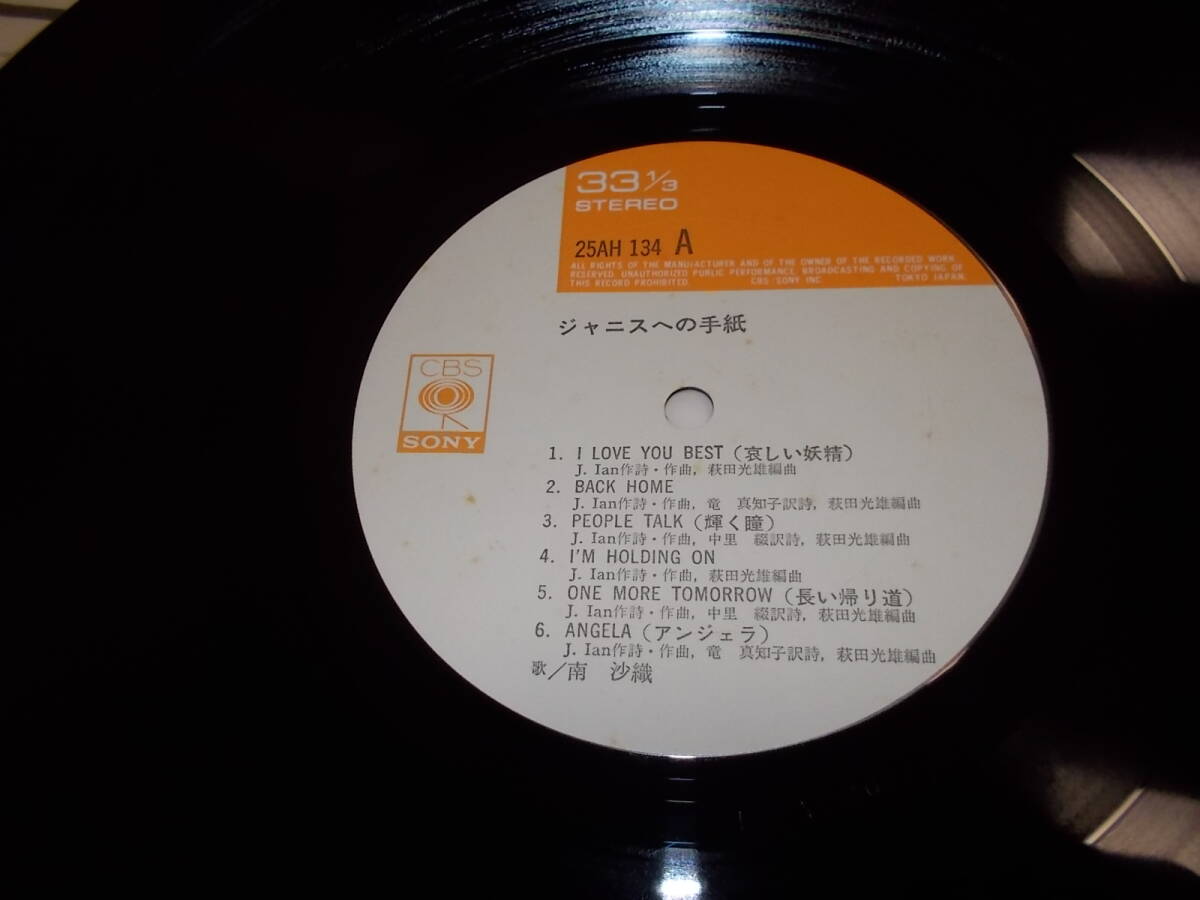 33 1/3
STEREO
25AH 134 A
ALL RIGHTS OF THE MANUFACTURER AND OF THE OWNER OF THE RECORDED WORK
RESERVED. UNAUTHORIZED PUBLIC PERFORMANCE, BROADCASTING AND COPYING OF
THIS RECORD PROHIBITED. CBS/SONY INC. TOKYO JAPAN.
ジャニスへの手紙
CBS
SONY
1. I LOVE YOU BEST (哀しい妖精)
J. Ian作詩・作曲, 萩田光雄編曲
2. BACK HOME
J. Ian作詩・作曲, 竜 真知子訳詩, 萩田光雄編曲
3. PEOPLE TALK (輝く瞳)
J. Ian作詩・作曲, 中里 綴訳詩, 萩田光雄編曲
4. I'M HOLDING ON
J. Ian作詩・作曲, 萩田光雄編曲
5. ONE MORE TOMORROW (長い帰り道)
J. Ian作詩・作曲, 中里 綴訳詩, 萩田光雄編曲
6. ANGELA (アンジェラ)
J. Ian作詩・作曲, 竜 真知子訳詩, 萩田光雄編曲
歌/南 沙織